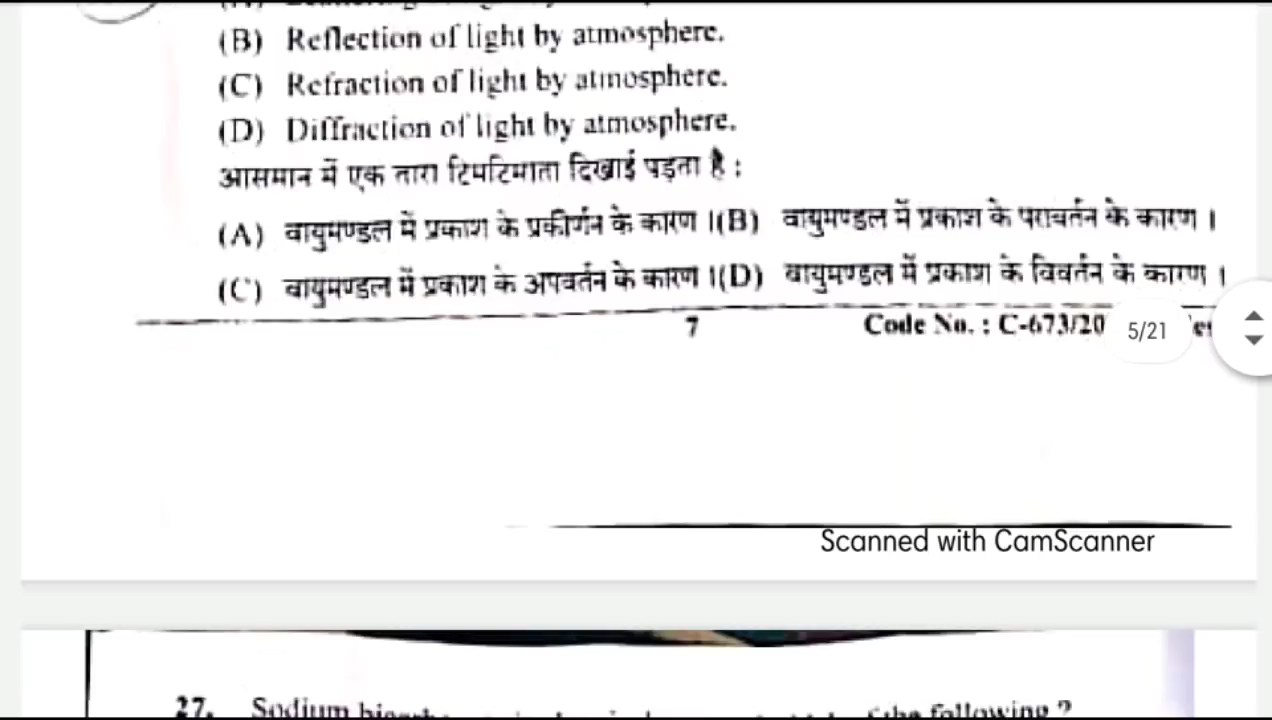 (B) Reflection of light by atmosphere.
(C) Refraction of light by atmosphere.
(D) Diffraction of light by atmosphere.
आसमान में एक तारा टिमटिमाता दिखाई पड़ता है :
(A) वायुमण्डल में प्रकाश के प्रकीर्णन के कारण ।(B) वायुमण्डल में प्रकाश के परावर्तन के कारण ।
(C) वायुमण्डल में प्रकाश के अपवर्तन के कारण ।(D) वायुमण्डल में प्रकाश के विवर्तन के कारण ।
7 Code No. : C-673/20 5/21
Scanned with CamScanner
27. Sodium following ?